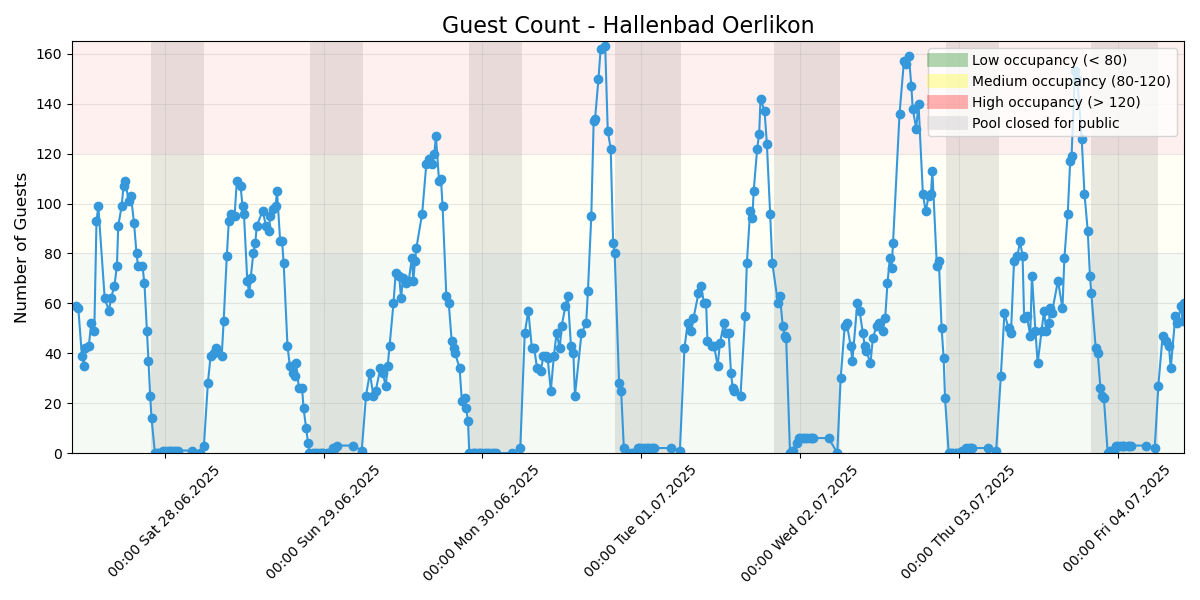 Guest Count - Hallenbad Oerlikon
Number of Guests
160
140
120
100
80
60
40
20
0
Low occupancy (< 80)
Medium occupancy (80-120)
High occupancy (> 120)
Pool closed for public
00:00 Sat 28.06.2025
00:00 Sun 29.06.2025
00:00 Mon 30.06.2025
00:00 Tue 01.07.2025
00:00 Wed 02.07.2025
00:00 Thu 03.07.2025
00:00 Fri 04.07.2025